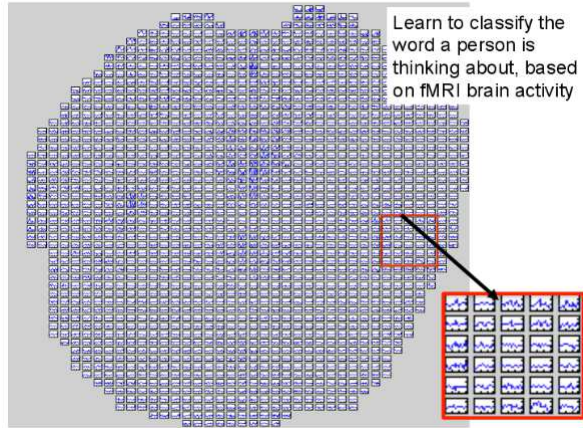 Learn to classify the
word a person is
thinking about, based
on fMRI brain activity